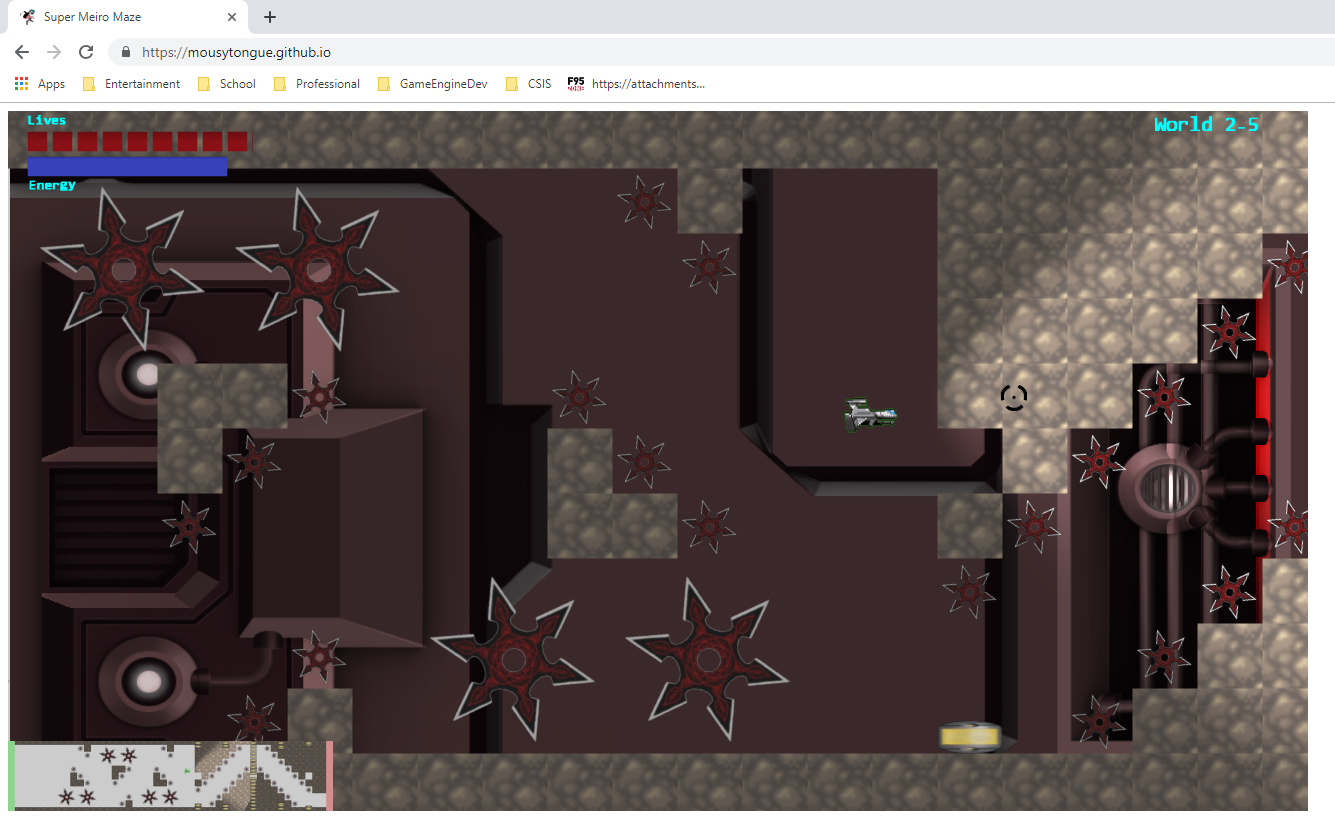 Super Meiro Maze
https://mousytongue.github.io
Apps Entertainment School Professional GameEngineDev CSIS F95 https://attachments...
Lives
World 2-5
Energy